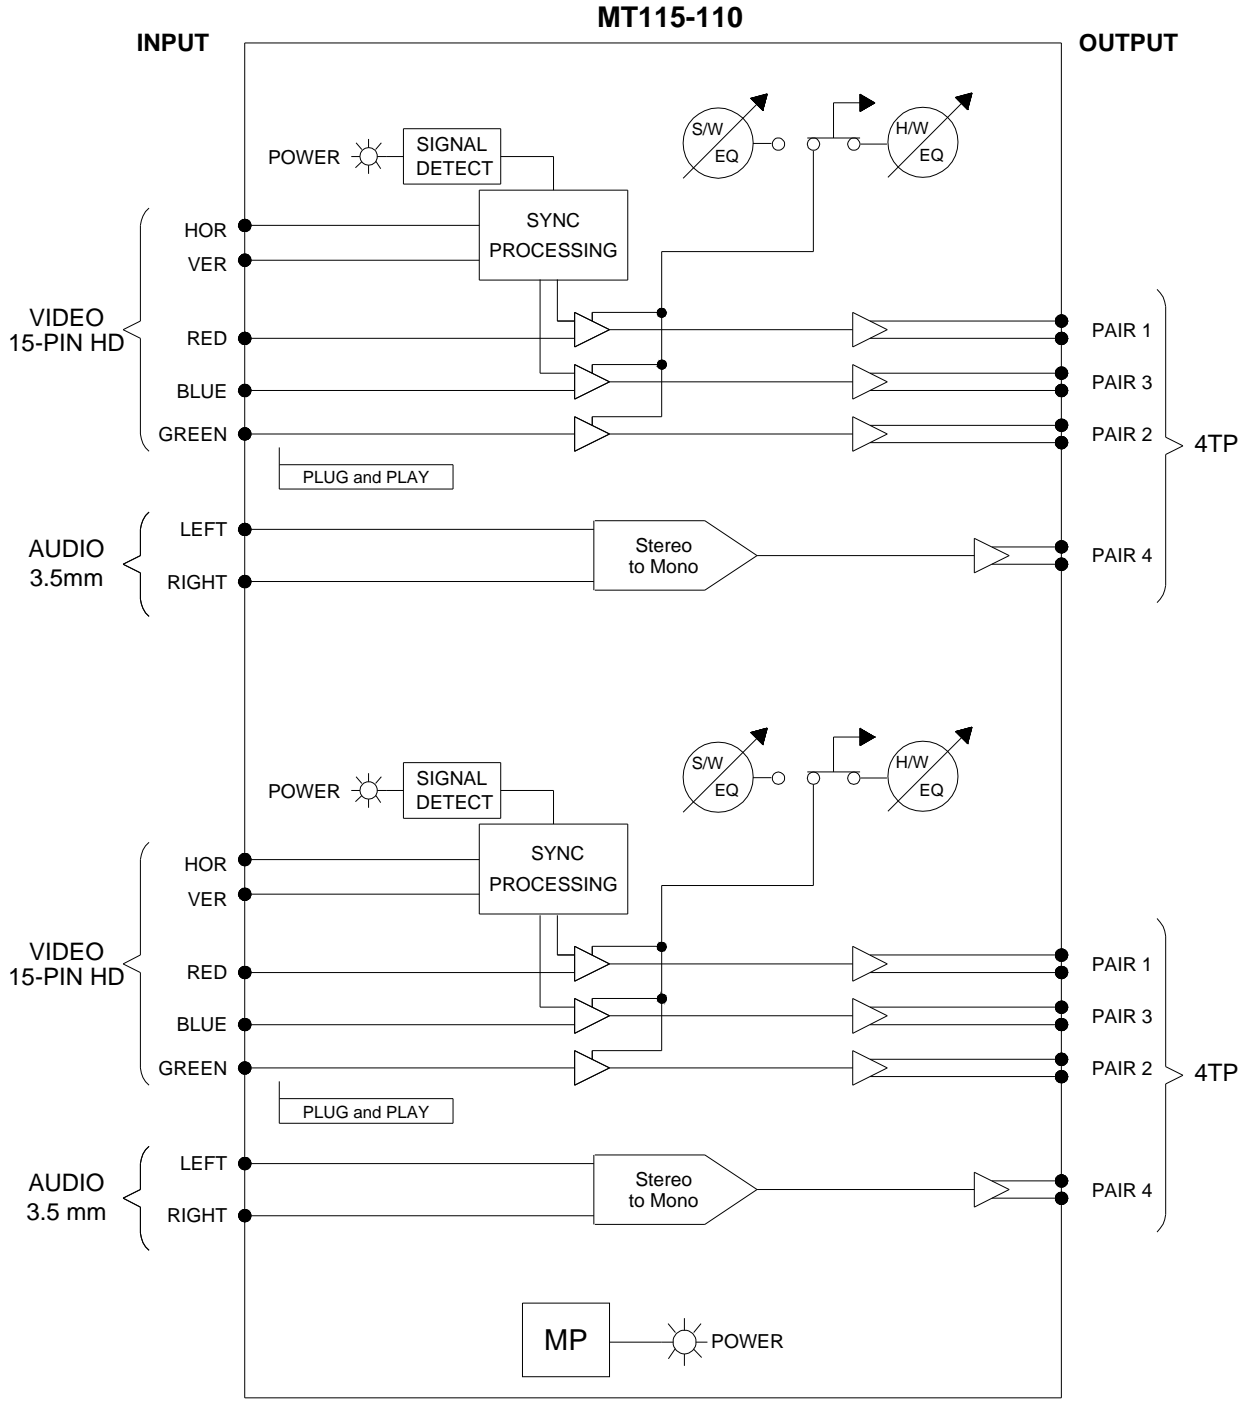 MT115-110
INPUT
OUTPUT
S/W
EQ
H/W
EQ
POWER
SIGNAL
DETECT
SYNC
PROCESSING
HOR
VER
VIDEO
15-PIN HD
RED
BLUE
GREEN
PAIR 1
PAIR 3
PAIR 2
4TP
PLUG and PLAY
AUDIO
3.5mm
LEFT
RIGHT
Stereo
to Mono
PAIR 4
S/W
EQ
H/W
EQ
POWER
SIGNAL
DETECT
SYNC
PROCESSING
HOR
VER
VIDEO
15-PIN HD
RED
BLUE
GREEN
PAIR 1
PAIR 3
PAIR 2
4TP
PLUG and PLAY
AUDIO
3.5 mm
LEFT
RIGHT
Stereo
to Mono
PAIR 4
MP
POWER